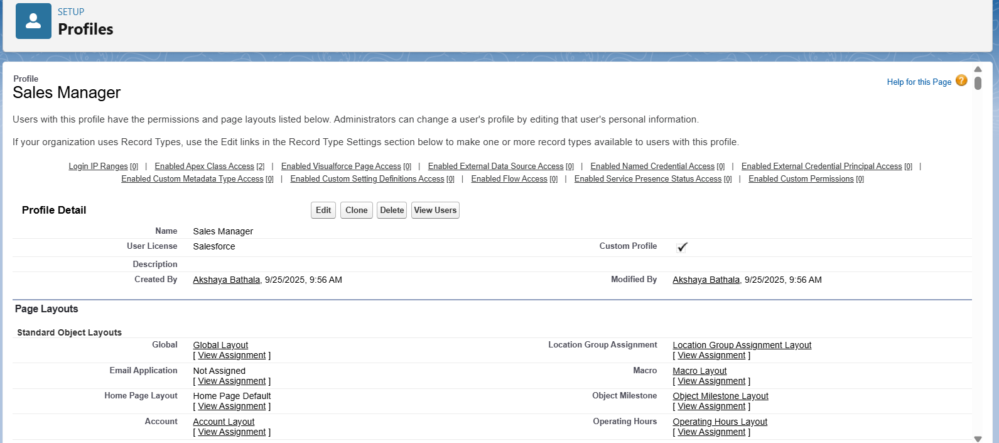 SETUP
Profiles
Profile
Sales Manager
Help for this Page ?
Users with this profile have the permissions and page layouts listed below. Administrators can change a user's profile by editing that user's personal information.
If your organization uses Record Types, use the Edit links in the Record Type Settings section below to make one or more record types available to users with this profile.
Login IP Ranges [0] | Enabled Apex Class Access [2] | Enabled Visualforce Page Access [0] | Enabled External Data Source Access [0] | Enabled Named Credential Access [0] | Enabled External Credential Principal Access [0] |
Enabled Custom Metadata Type Access [0] | Enabled Custom Setting Definitions Access [0] | Enabled Flow Access [0] | Enabled Service Presence Status Access [0] | Enabled Custom Permissions [0]
Profile Detail Edit Clone Delete View Users
Name Sales Manager
User License Salesforce Custom Profile ✓
Description
Created By Akshaya Bathala, 9/25/2025, 9:56 AM Modified By Akshaya Bathala, 9/25/2025, 9:56 AM
Page Layouts
Standard Object Layouts
Global Global Layout Location Group Assignment Location Group Assignment Layout
[ View Assignment ] [ View Assignment ]
Email Application Not Assigned Macro Macro Layout
[ View Assignment ] [ View Assignment ]
Home Page Layout Home Page Default Object Milestone Object Milestone Layout
[ View Assignment ] [ View Assignment ]
Account Account Layout Operating Hours Operating Hours Layout
[ View Assignment ] [ View Assignment ]